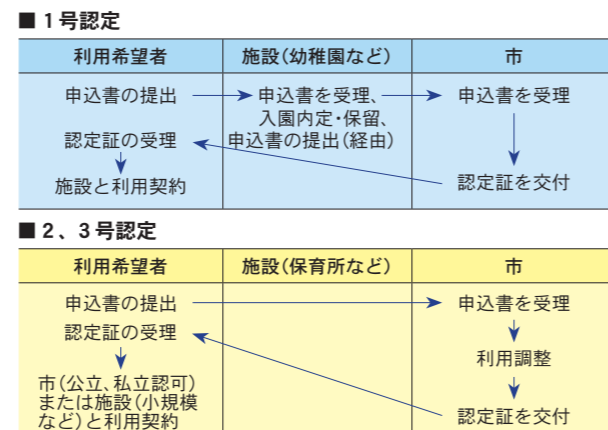 ■１号認定
利用希望者
施設（幼稚園など）
市
申込書の提出
申込書を受理、
入園内定・保留、
申込書の提出（経由）
申込書を受理
認定証の受理
施設と利用契約
認定証を交付
■２、３号認定
利用希望者
施設（保育所など）
市
申込書の提出
申込書を受理
認定証の受理
利用調整
市（公立、私立認可）
または施設（小規模
など）と利用契約
認定証を交付